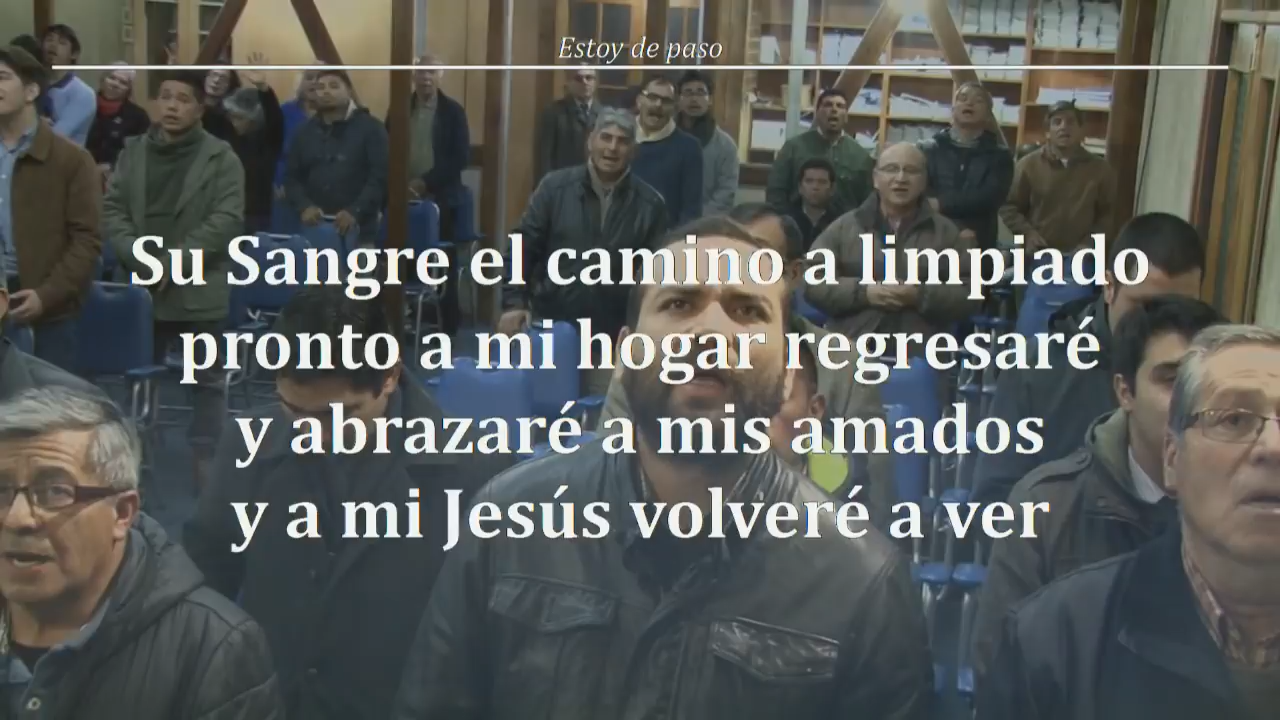 Estoy de paso
Su Sangre el camino a limpiado
pronto a mi hogar regresaré
y abrazaré a mis amados
y a mi Jesús volveré a ver